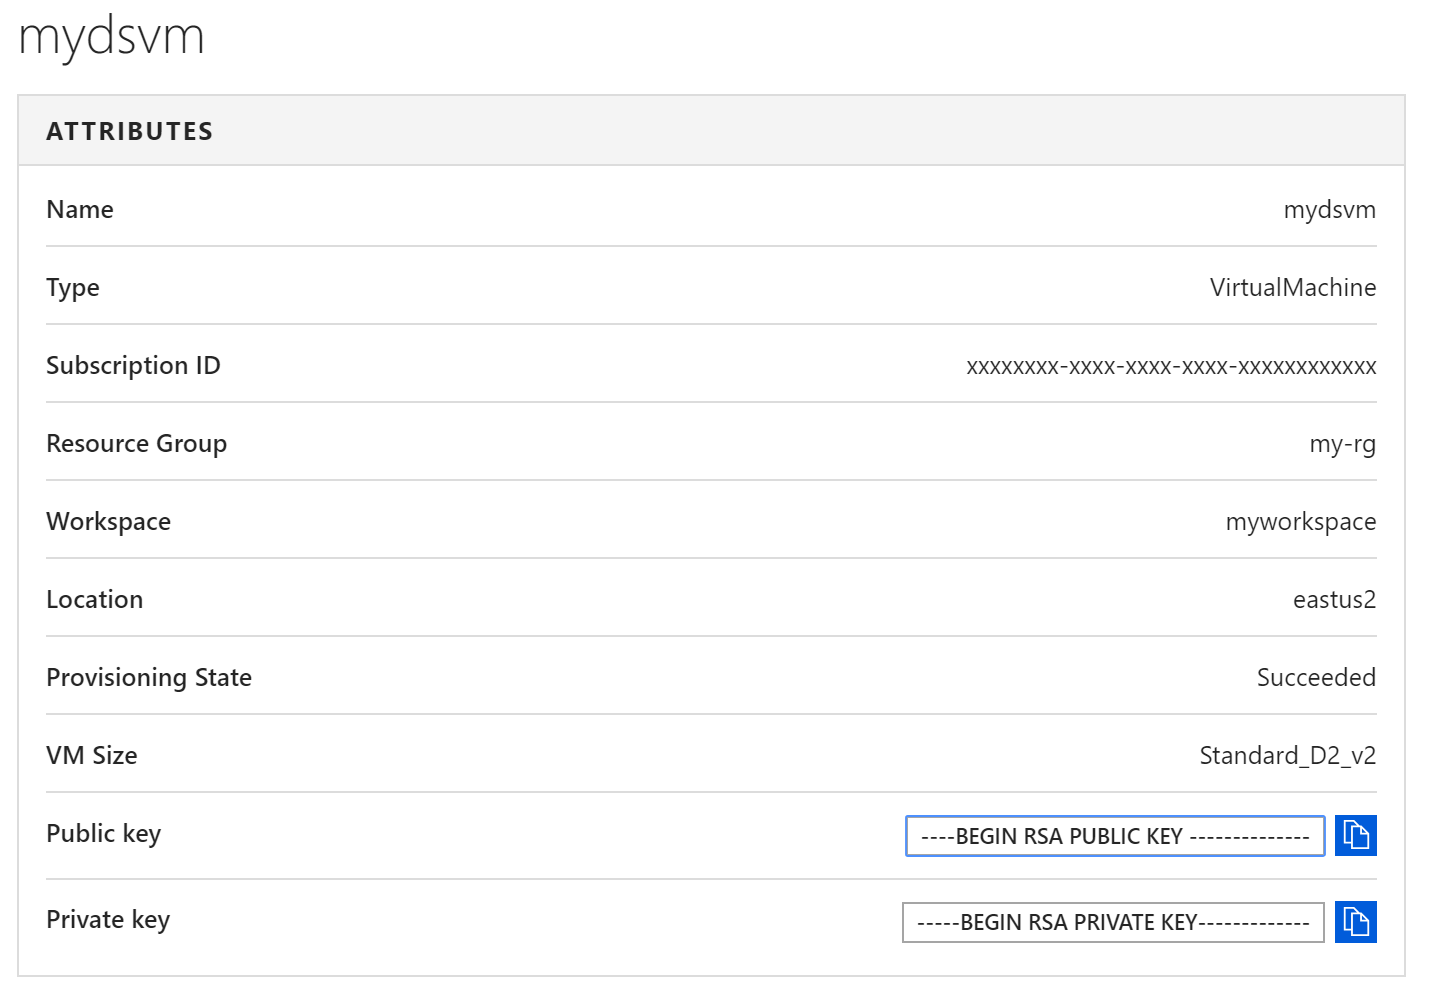 mydsvm
ATTRIBUTES
Name mydsvm
Type VirtualMachine
Subscription ID xxxxxxxx-xxxx-xxxx-xxxx-xxxxxxxxxxxx
Resource Group my-rg
Workspace myworkspace
Location eastus2
Provisioning State Succeeded
VM Size Standard_D2_v2
Public key ----BEGIN RSA PUBLIC KEY --------------
Private key -----BEGIN RSA PRIVATE KEY-------------